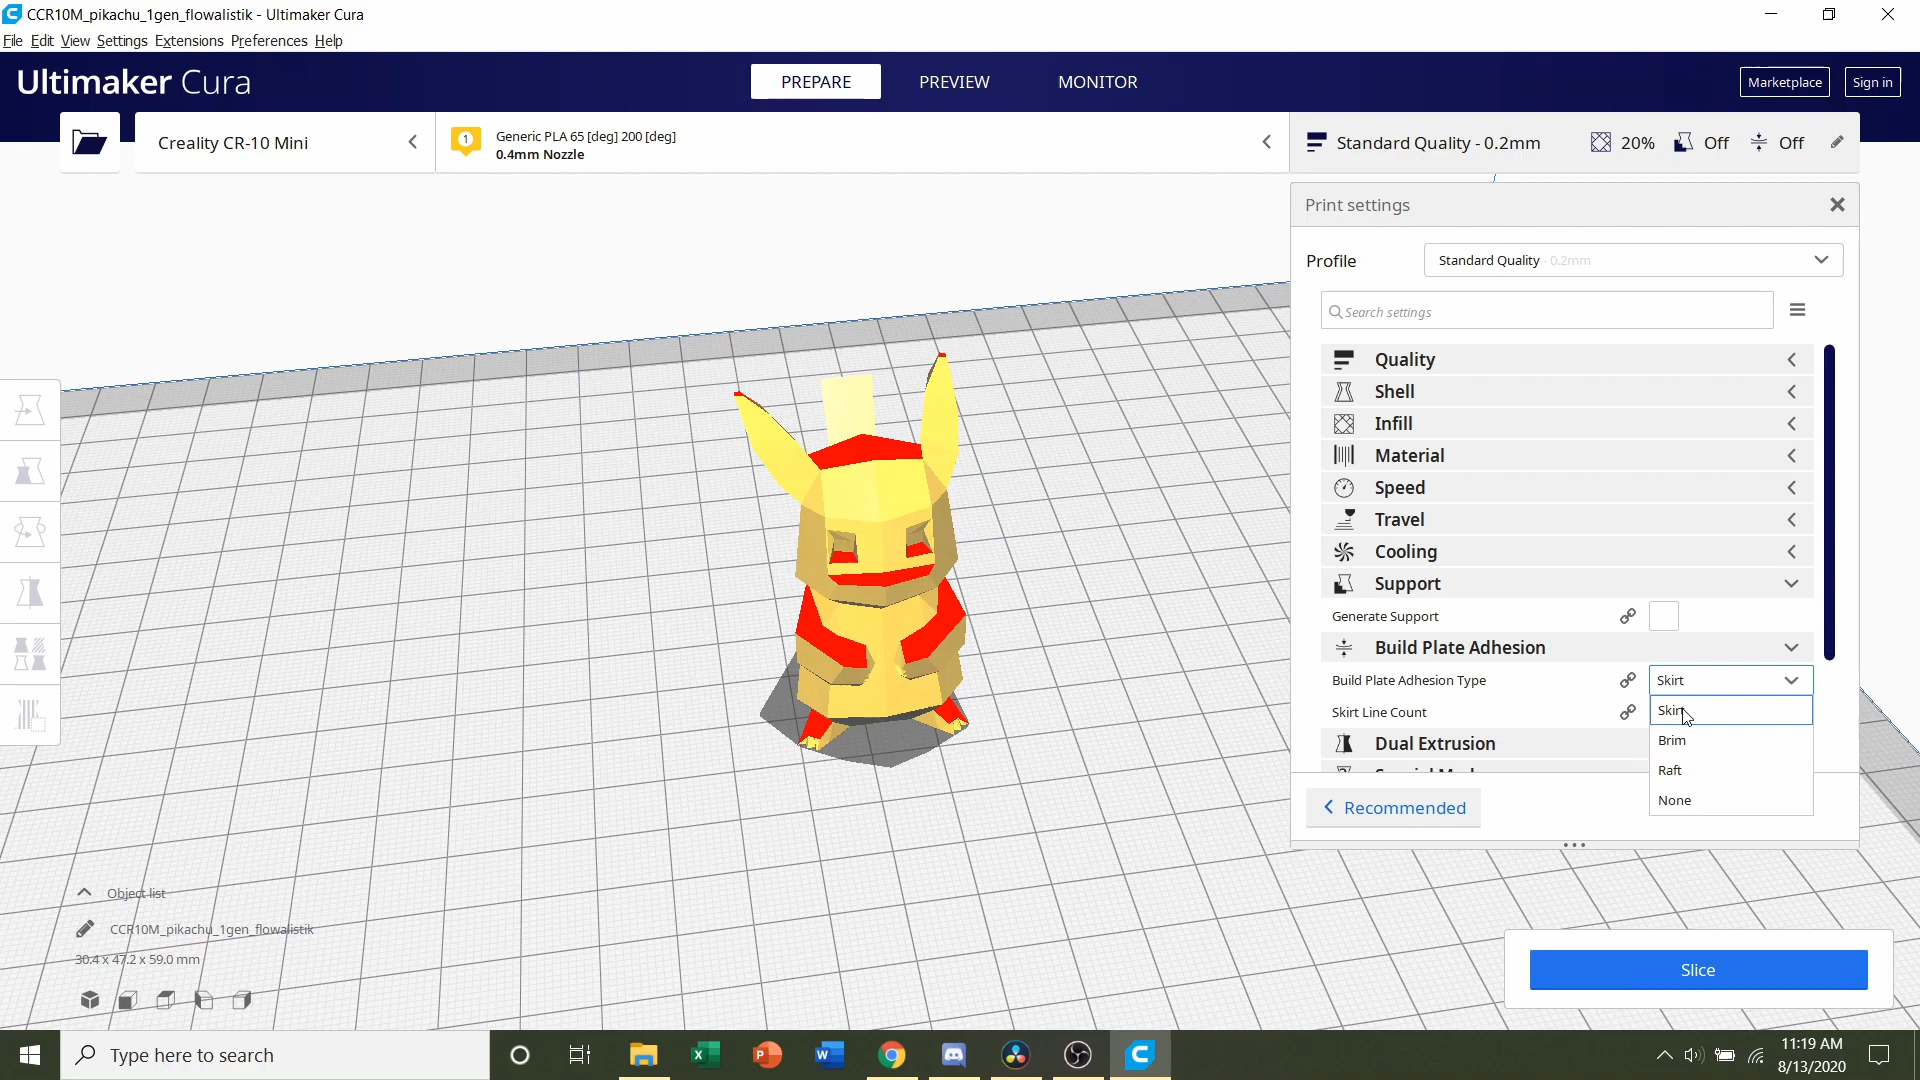 CCR10M_pikachu_1gen_flowalistik - Ultimaker Cura
File Edit View Settings Extensions Preferences Help
Ultimaker Cura
PREPARE
PREVIEW
MONITOR
Marketplace
Sign in
Creality CR-10 Mini
1
Generic PLA 65 [deg] 200 [deg]
0.4mm Nozzle
Standard Quality - 0.2mm
20%
Off
Off
Print settings
Profile
Standard Quality - 0.2mm
Search settings
Quality
Shell
Infill
Material
Speed
Travel
Cooling
Support
Generate Support
Build Plate Adhesion
Build Plate Adhesion Type
Skirt
Skirt Line Count
Skirt
Brim
Raft
None
Dual Extrusion
Recommended
Object list
CCR10M_pikachu_1gen_flowalistik
30.4 x 47.2 x 59.0 mm
Slice
Type here to search
11:19 AM
8/13/2020